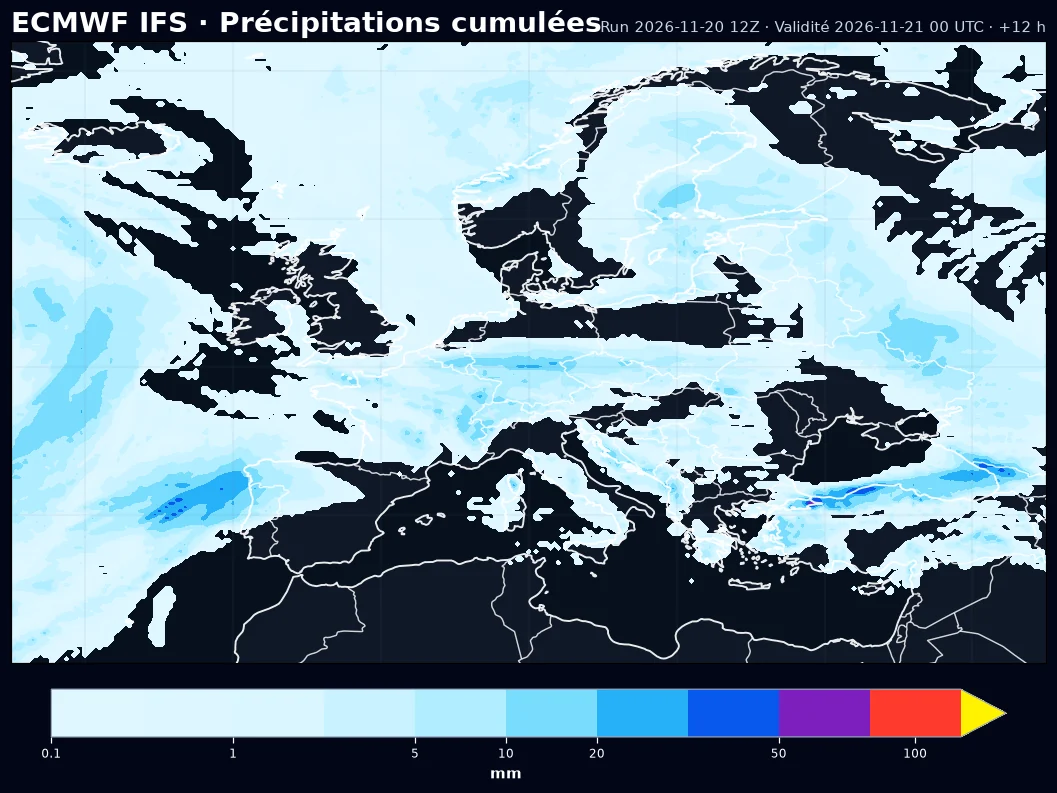 ECMWF IFS · Précipitations cumulées
Run 2026-11-20 12Z · Validité 2026-11-21 00 UTC · +12 h
0.1 1 5 10 20 50 100
mm